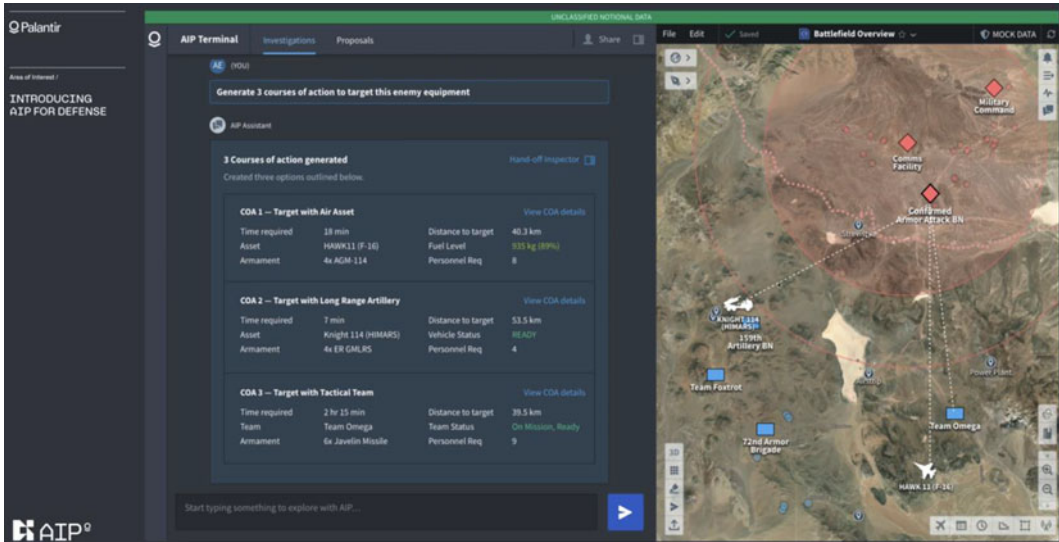 UNCLASSIFIED NOTIONAL DATA
Palantir
Area of Interest /
INTRODUCING
AIP FOR DEFENSE
AIP
AIP Terminal
Investigations
Proposals
Share
AE (YOU)
Generate 3 courses of action to target this enemy equipment
AIP Assistant
3 Courses of action generated
Hand-off Inspector
Created three options outlined below.
COA 1 — Target with Air Asset
View COA details
Time required 18 min Distance to target 40.3 km
Asset HAWK11 (F-16) Fuel Level 935 kg (89%)
Armament 4x AGM-114 Personnel Req 8
COA 2 — Target with Long Range Artillery
View COA details
Time required 7 min Distance to target 53.5 km
Asset Knight 114 (HIMARS) Vehicle Status READY
Armament 4x ER GMLRS Personnel Req 4
COA 3 — Target with Tactical Team
View COA details
Time required 2 hr 15 min Distance to target 39.5 km
Team Team Omega Team Status On Mission, Ready
Armament 6x Javelin Missile Personnel Req 9
Start typing something to explore with AIP...
File Edit Saved
Battlefield Overview
MOCK DATA
Military
Command
Comms
Facility
Confirmed
Armor Attack BN
KNIGHT 114
(HIMARS)
159th
Artillery BN
Team Foxtrot
Airstrip
Power Plant
Team Omega
72nd Armor
Brigade
HAWK 11 (F-16)
3D